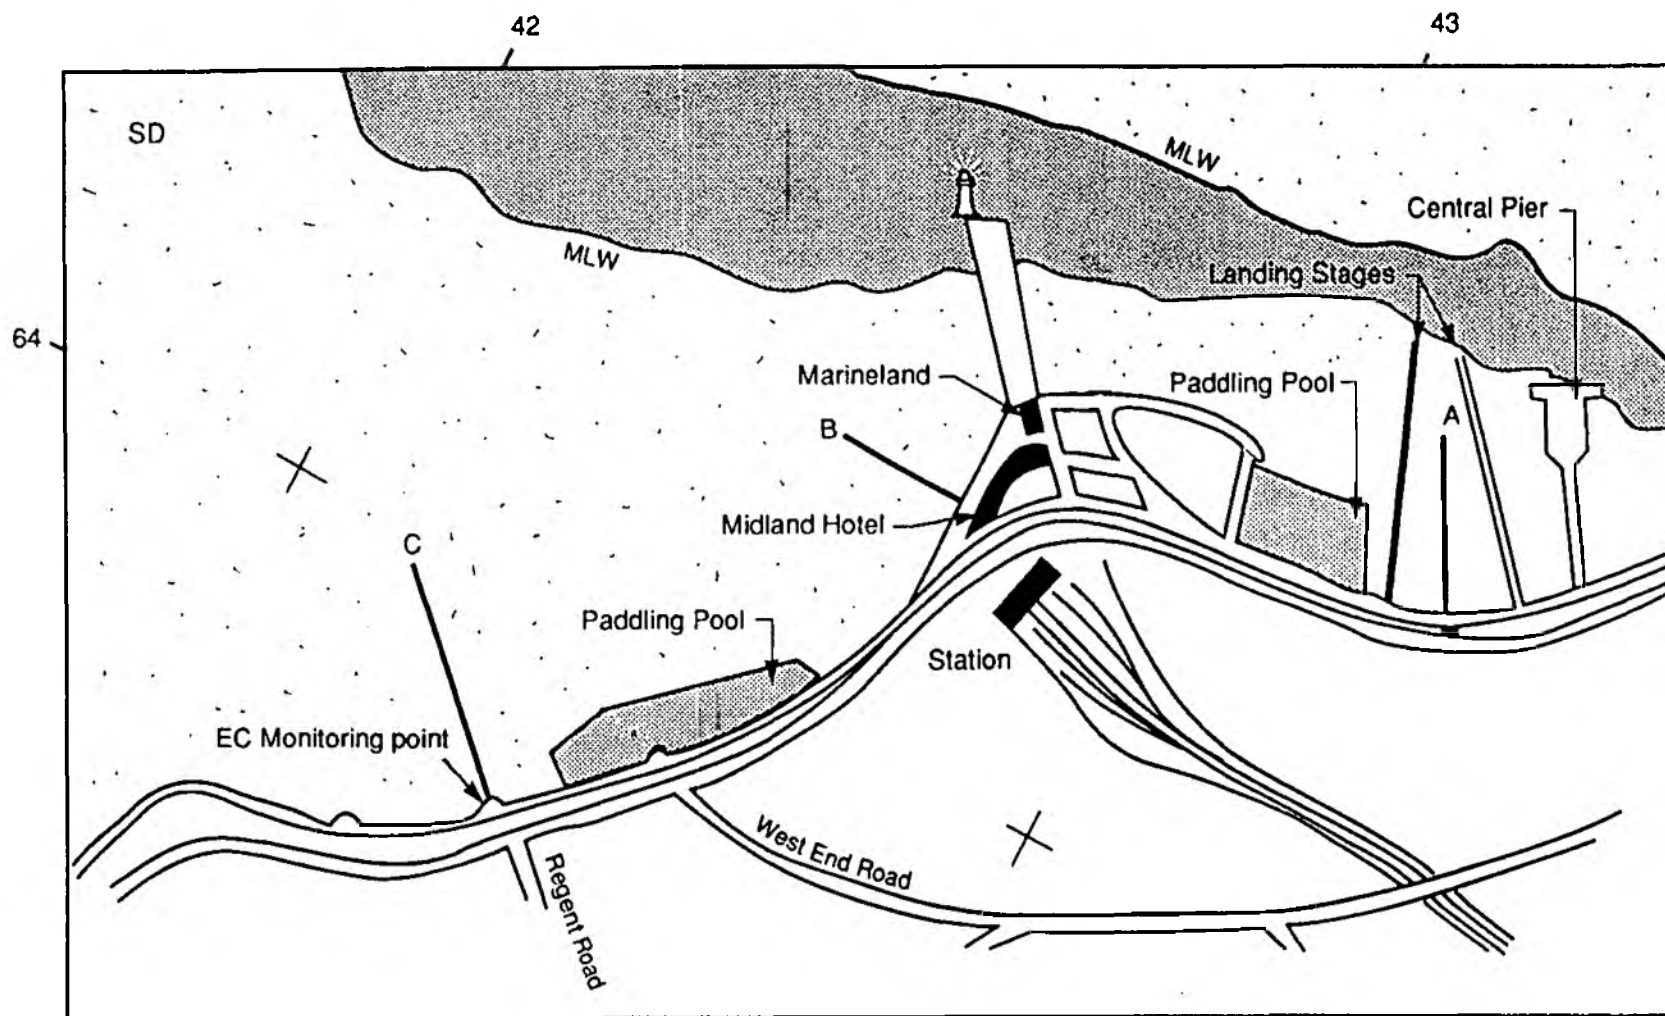 42
43
SD
MLW
Central Pier
MLW
Landing Stages
64
Marineland
Paddling Pool
B
A
Midland Hotel
C
Paddling Pool
Station
EC Monitoring point
West End Road
Regent Road